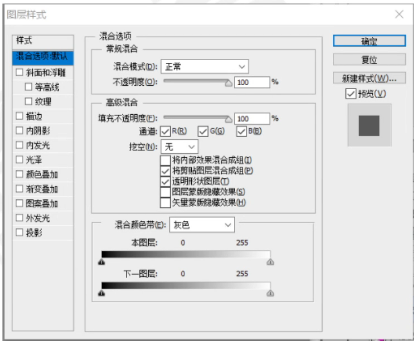 图层样式
样式
混合选项:默认
斜面和浮雕
等高线
纹理
描边
内阴影
内发光
光泽
颜色叠加
渐变叠加
图案叠加
外发光
投影
混合选项
常规混合
混合模式(D): 正常
不透明度(O): 100 %
高级混合
填充不透明度(F): 100 %
通道: R(R) G(G) B(B)
挖空(N): 无
将内部效果混合成组(I)
将剪贴图层混合成组(P)
透明形状图层(T)
图层蒙版隐藏效果(S)
矢量蒙版隐藏效果(H)
混合颜色带(E): 灰色
本图层: 0 255
下一图层: 0 255
确定
复位
新建样式(W)...
预览(V)